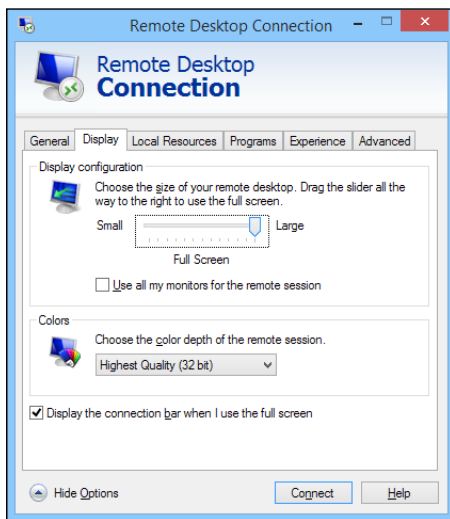 Remote Desktop Connection
Remote Desktop
Connection
General Display Local Resources Programs Experience Advanced
Display configuration
Choose the size of your remote desktop. Drag the slider all the
way to the right to use the full screen.
Small Large
Full Screen
Use all my monitors for the remote session
Colors
Choose the color depth of the remote session.
Highest Quality (32 bit)
Display the connection bar when I use the full screen
Hide Options Connect Help